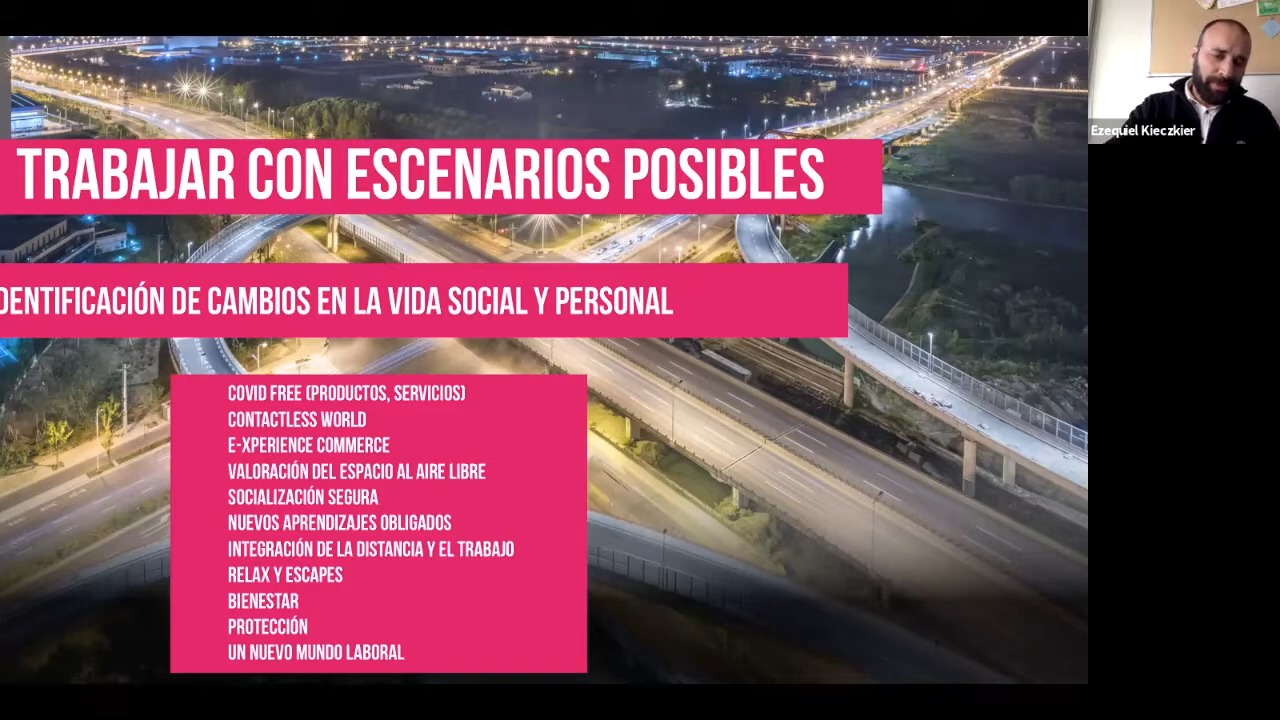 TRABAJAR CON ESCENARIOS POSIBLES
DENTIFICACIÓN DE CAMBIOS EN LA VIDA SOCIAL Y PERSONAL
COVID FREE (PRODUCTOS, SERVICIOS)
CONTACTLESS WORLD
E-XPERIENCE COMMERCE
VALORACIÓN DEL ESPACIO AL AIRE LIBRE
SOCIALIZACIÓN SEGURA
NUEVOS APRENDIZAJES OBLIGADOS
INTEGRACIÓN DE LA DISTANCIA Y EL TRABAJO
RELAX Y ESCAPES
BIENESTAR
PROTECCIÓN
UN NUEVO MUNDO LABORAL
Ezequiel Kieczkier